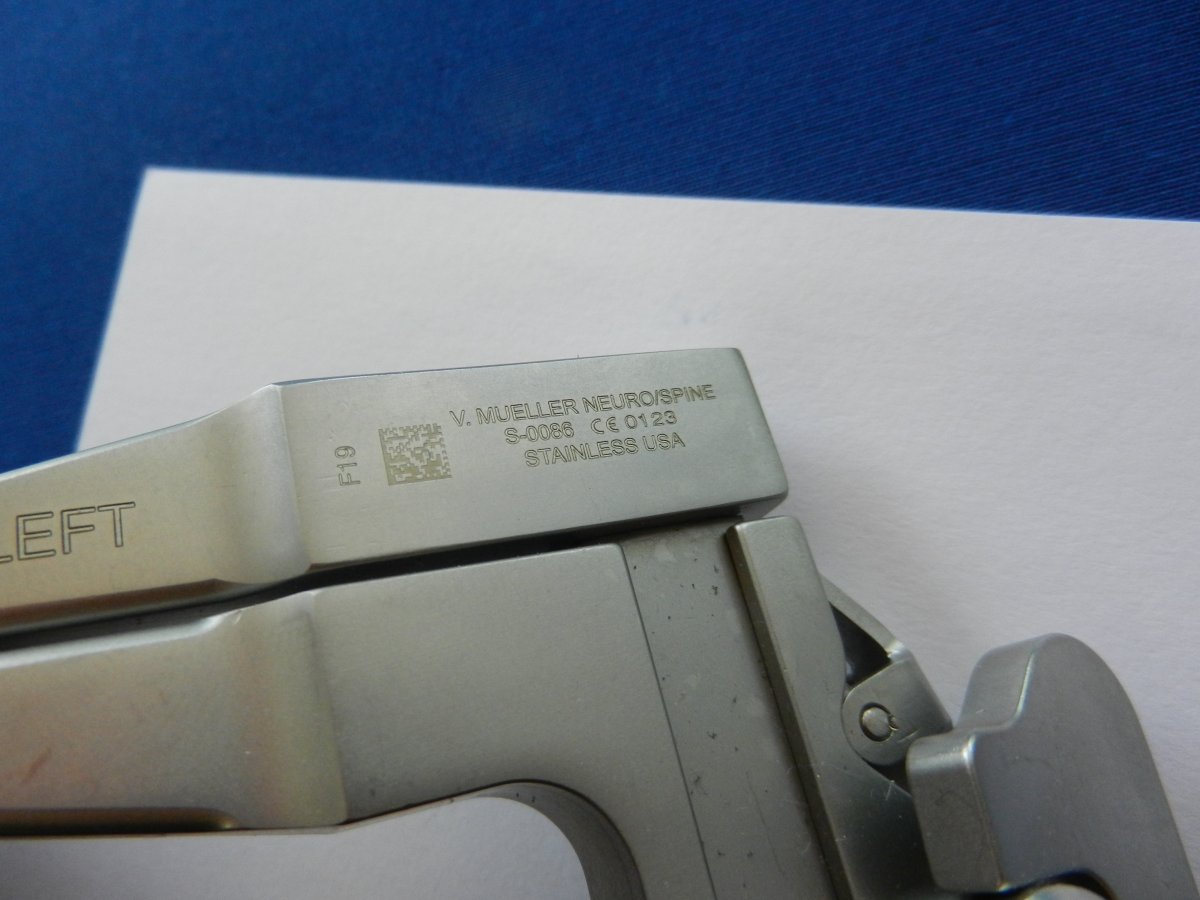 V. MUELLER NEURO/SPINE
S-0086 CE 0123
STAINLESS USA
F19
LEFT